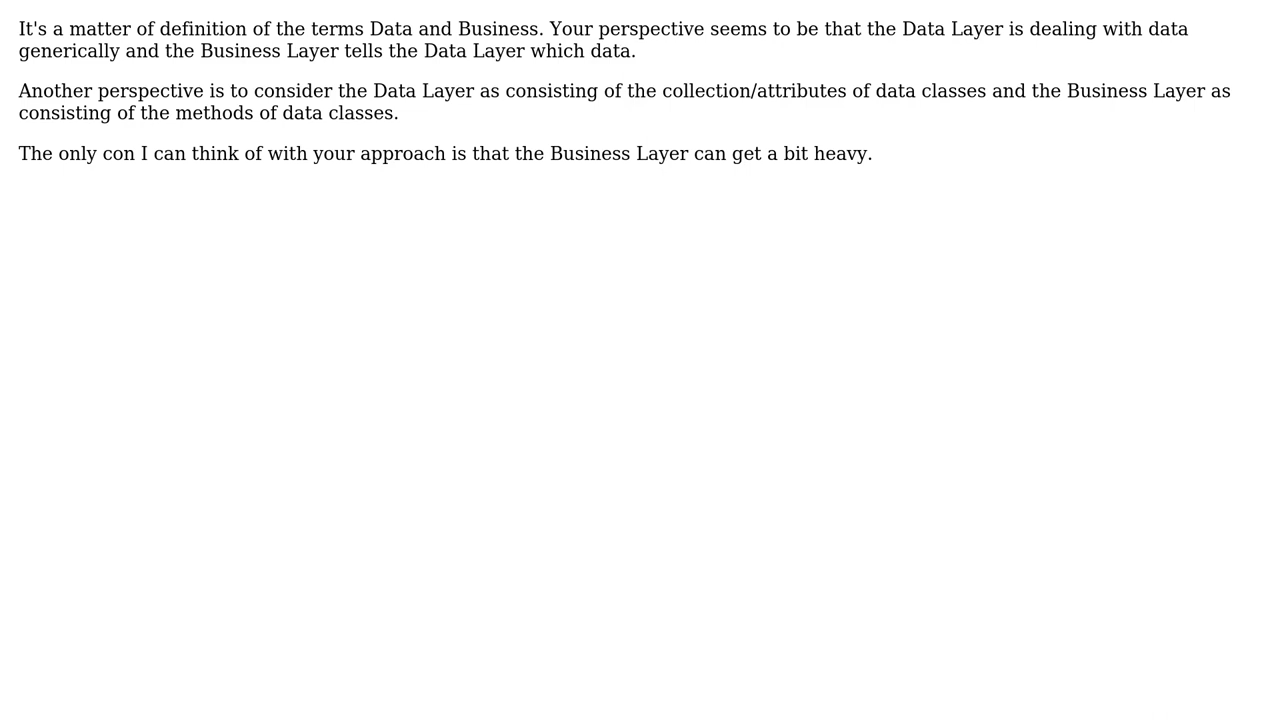 It's a matter of definition of the terms Data and Business. Your perspective seems to be that the Data Layer is dealing with data
generically and the Business Layer tells the Data Layer which data.
Another perspective is to consider the Data Layer as consisting of the collection/attributes of data classes and the Business Layer as
consisting of the methods of data classes.
The only con I can think of with your approach is that the Business Layer can get a bit heavy.